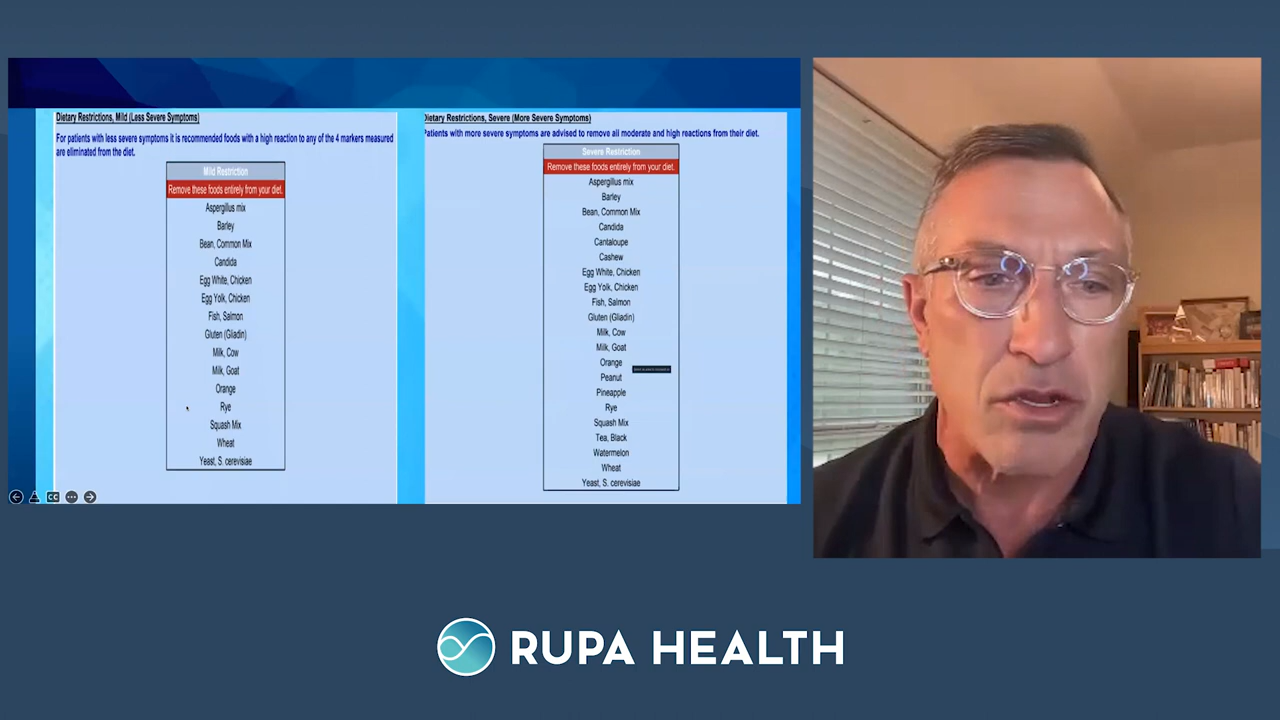 Dietary Restrictions, Mild (Less Severe Symptoms)
For patients with less severe symptoms it is recommended foods with a high reaction to any of the 4 markers measured
are eliminated from the diet.
Mild Restriction
Remove these foods entirely from your diet.
Aspergillus mix
Barley
Bean, Common Mix
Candida
Egg White, Chicken
Egg Yolk, Chicken
Fish, Salmon
Gluten (Gliadin)
Milk, Cow
Milk, Goat
Orange
Rye
Squash Mix
Wheat
Yeast, S. cerevisiae
Dietary Restrictions, Severe (More Severe Symptoms)
Patients with more severe symptoms are advised to remove all moderate and high reactions from their diet.
Severe Restriction
Remove these foods entirely from your diet.
Aspergillus mix
Barley
Bean, Common Mix
Candida
Cantaloupe
Cashew
Egg White, Chicken
Egg Yolk, Chicken
Fish, Salmon
Gluten (Gliadin)
Milk, Cow
Milk, Goat
Orange
Peanut
Pineapple
Rye
Squash Mix
Tea, Black
Watermelon
Wheat
Yeast, S. cerevisiae
CC
RUPA HEALTH